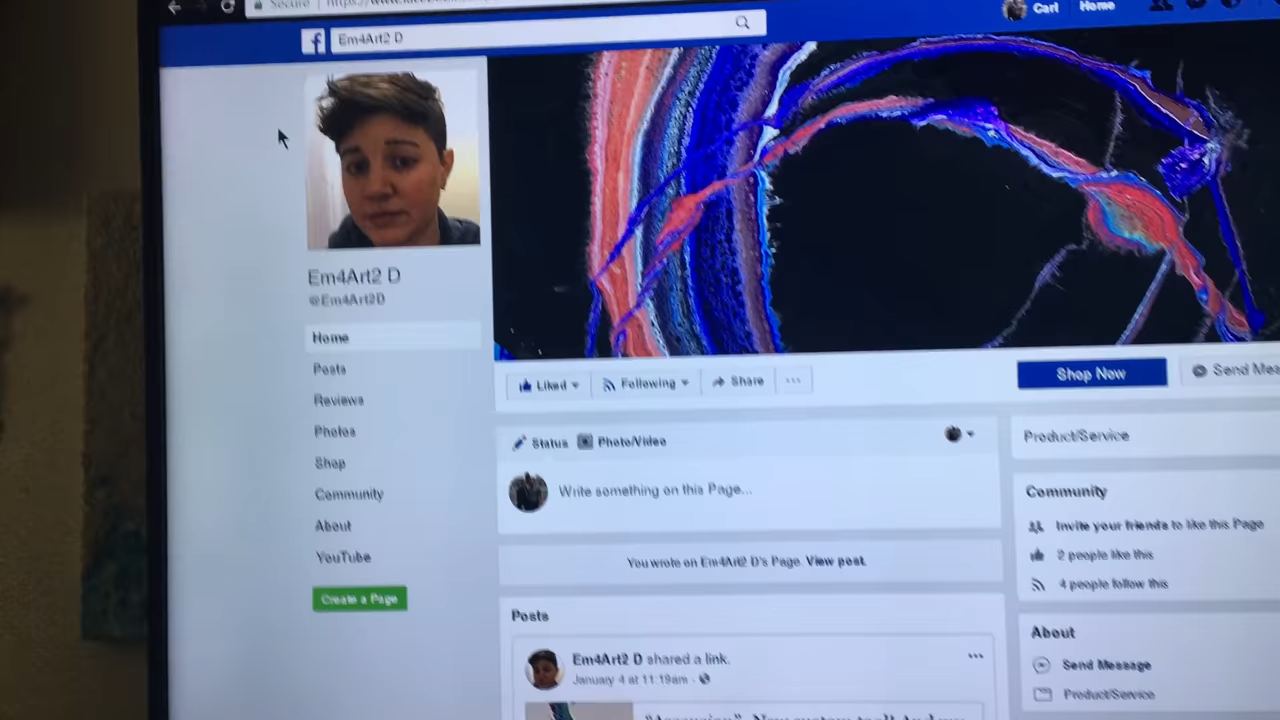 Secure
Carl Home
f Em4Art2 D
Em4Art2 D
@Em4Art2D
Home
Posts
Reviews
Photos
Shop
Community
About
YouTube
Create a Page
Liked Following Share ...
Shop Now
Send Mes
Status Photo/Video
Write something on this Page...
You wrote on Em4Art2 D's Page. View post.
Posts
Em4Art2 D shared a link.
January 4 at 11:19am
Product/Service
Community
Invite your friends to like this Page
2 people like this
4 people follow this
About
Send Message
Product/Service